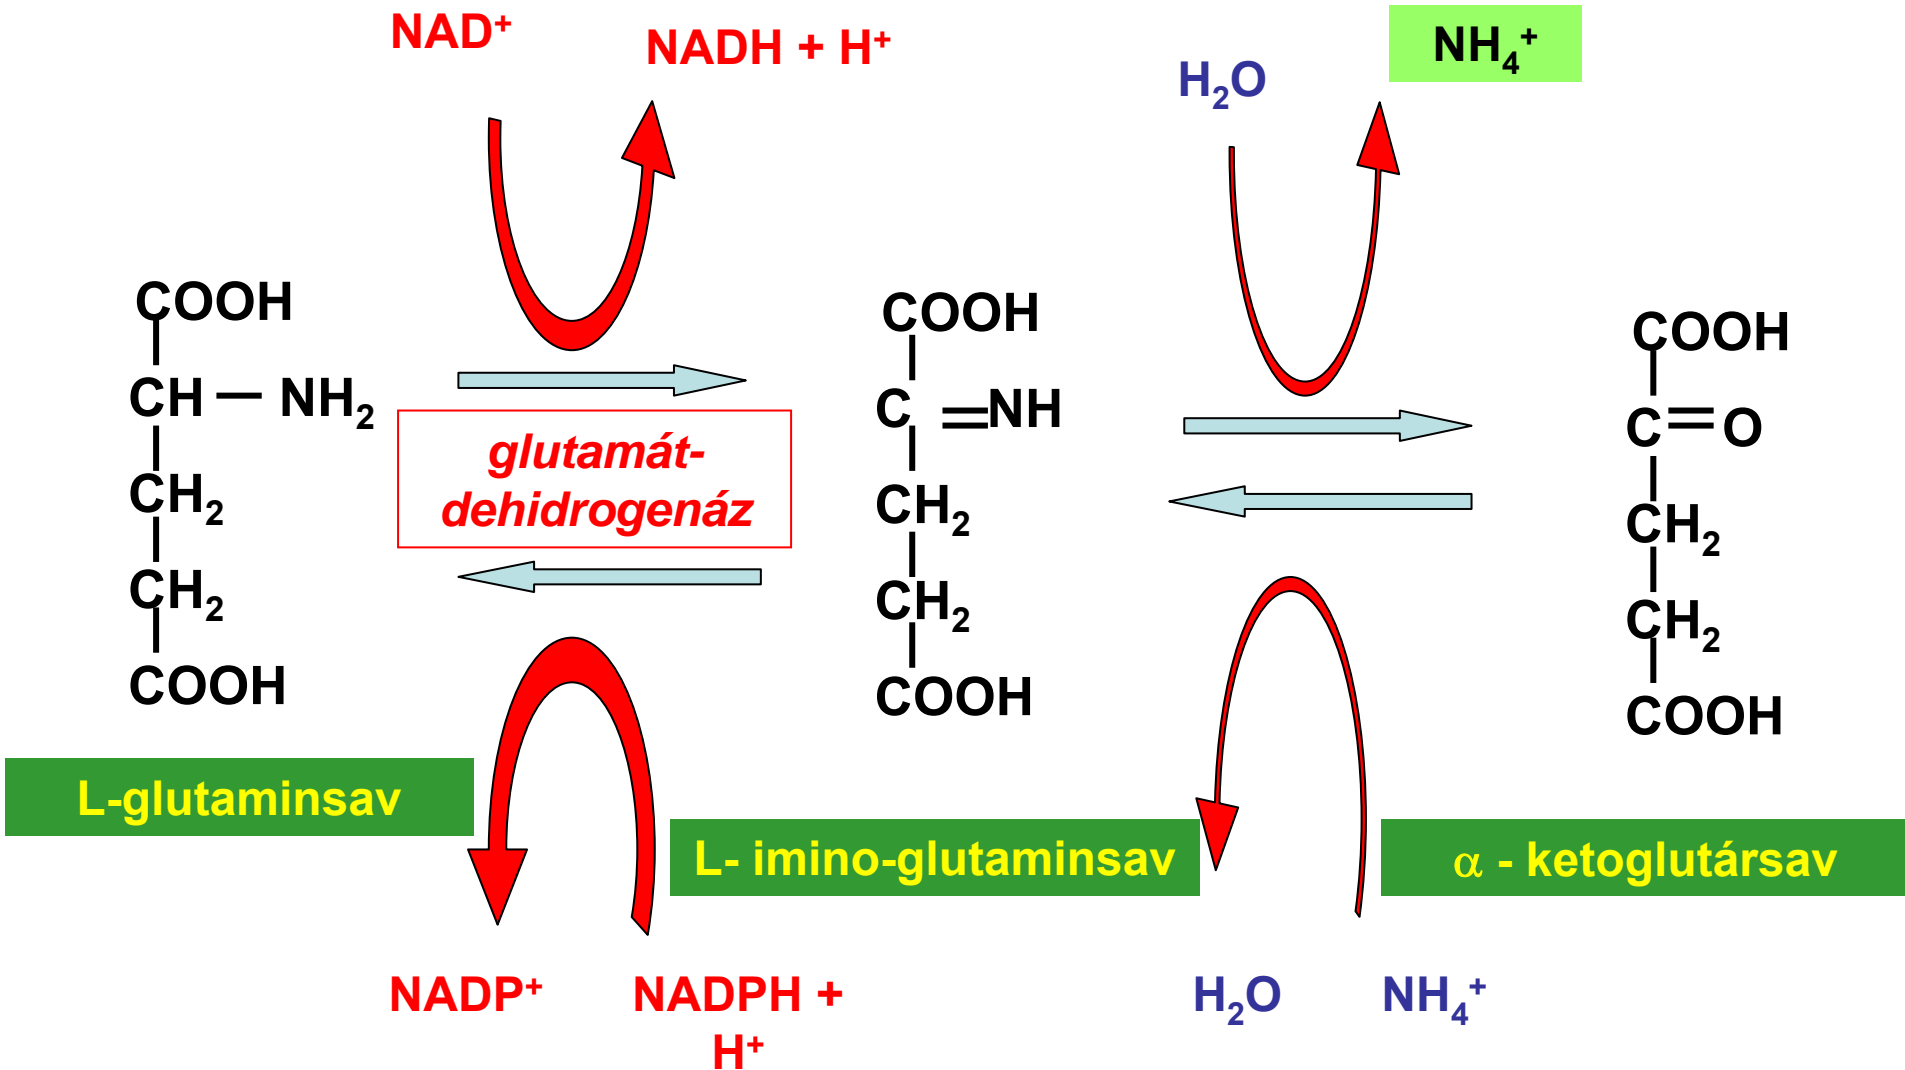 NAD⁺
NADH + H⁺
H₂O
NH₄⁺
COOH
CH — NH₂
CH₂
CH₂
COOH
glutamát-
dehidrogenáz
COOH
C =NH
CH₂
CH₂
COOH
COOH
C=O
CH₂
CH₂
COOH
L-glutaminsav
L- imino-glutaminsav
α - ketoglutársav
NADP⁺
NADPH +
H⁺
H₂O
NH₄⁺